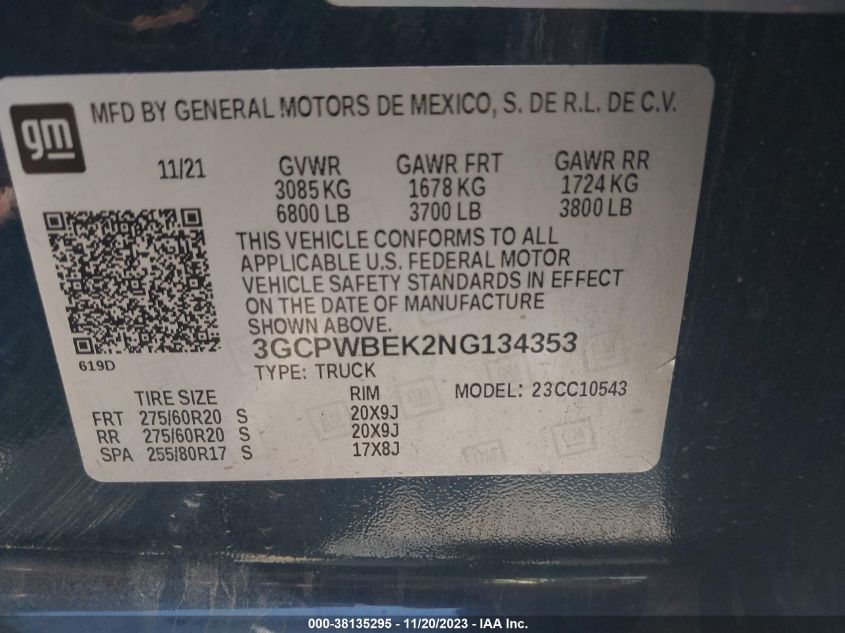 gm
MFD BY GENERAL MOTORS DE MEXICO, S. DE R.L. DE C.V.
11/21 GVWR GAWR FRT GAWR RR
3085 KG 1678 KG 1724 KG
6800 LB 3700 LB 3800 LB
THIS VEHICLE CONFORMS TO ALL
APPLICABLE U.S. FEDERAL MOTOR
VEHICLE SAFETY STANDARDS IN EFFECT
ON THE DATE OF MANUFACTURE
SHOWN ABOVE.
619D
3GCPWBEK2NG134353
TYPE: TRUCK
TIRE SIZE RIM MODEL: 23CC10543
FRT 275/60R20 S 20X9J
RR 275/60R20 S 20X9J
SPA 255/80R17 S 17X8J
000-38135295 - 11/20/2023 - IAA Inc.